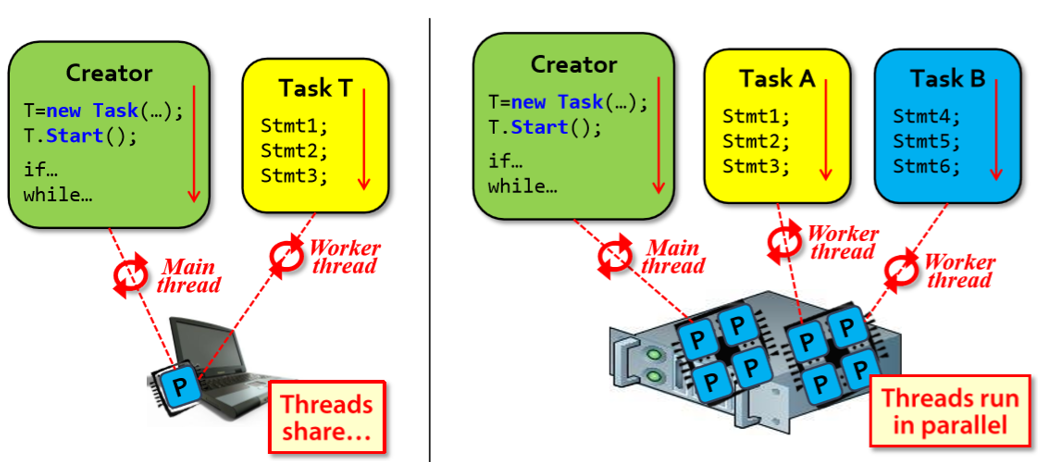 Creator
T=new Task(…);
T.Start();
if…
while…
Task T
Stmt1;
Stmt2;
Stmt3;
Main
thread
Worker
thread
P
Threads
share…
Creator
T=new Task(…);
T.Start();
if…
while…
Task A
Stmt1;
Stmt2;
Stmt3;
Task B
Stmt4;
Stmt5;
Stmt6;
Main
thread
Worker
thread
Worker
thread
P P
P P
P P
P P
Threads run
in parallel